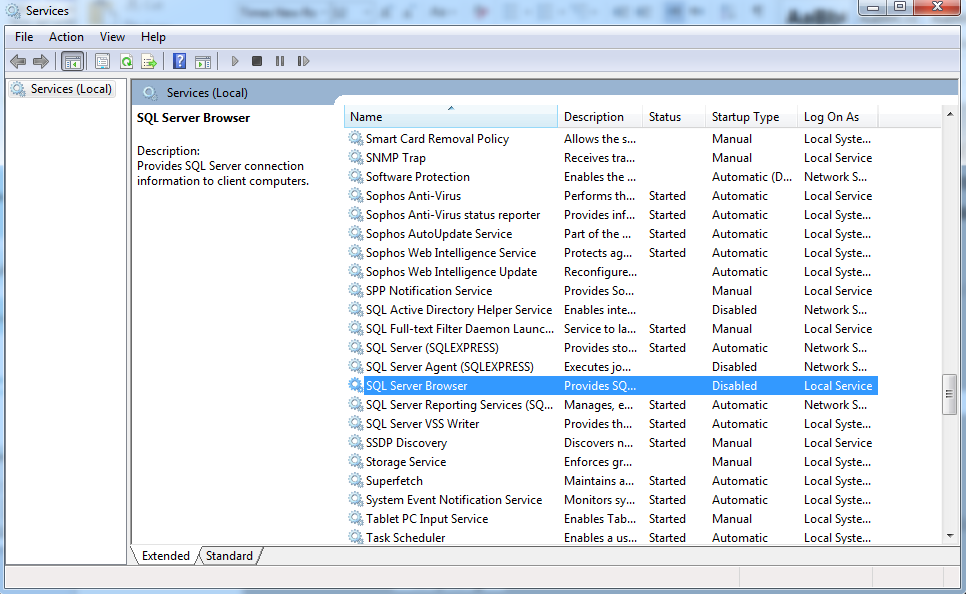 Services
File Action View Help
Services (Local)
Services (Local)
SQL Server Browser
Description:
Provides SQL Server connection
information to client computers.
Name Description Status Startup Type Log On As
Smart Card Removal Policy Allows the s... Manual Local Syste...
SNMP Trap Receives tra... Manual Local Service
Software Protection Enables the ... Automatic (D... Network S...
Sophos Anti-Virus Performs th... Started Automatic Local Service
Sophos Anti-Virus status reporter Provides inf... Started Automatic Local Syste...
Sophos AutoUpdate Service Part of the ... Started Automatic Local Syste...
Sophos Web Intelligence Service Protects ag... Started Automatic Local Syste...
Sophos Web Intelligence Update Reconfigure... Automatic Local Syste...
SPP Notification Service Provides So... Manual Local Service
SQL Active Directory Helper Service Enables inte... Disabled Network S...
SQL Full-text Filter Daemon Launc... Service to la... Started Manual Local Service
SQL Server (SQLEXPRESS) Provides sto... Started Automatic Network S...
SQL Server Agent (SQLEXPRESS) Executes jo... Disabled Network S...
SQL Server Browser Provides SQ... Disabled Local Service
SQL Server Reporting Services (SQ... Manages, e... Started Automatic Network S...
SQL Server VSS Writer Provides th... Started Automatic Local Syste...
SSDP Discovery Discovers n... Started Manual Local Service
Storage Service Enforces gr... Manual Local Syste...
Superfetch Maintains a... Started Automatic Local Syste...
System Event Notification Service Monitors sy... Started Automatic Local Syste...
Tablet PC Input Service Enables Tab... Started Manual Local Syste...
Task Scheduler Enables a us... Started Automatic Local Syste...
Extended Standard